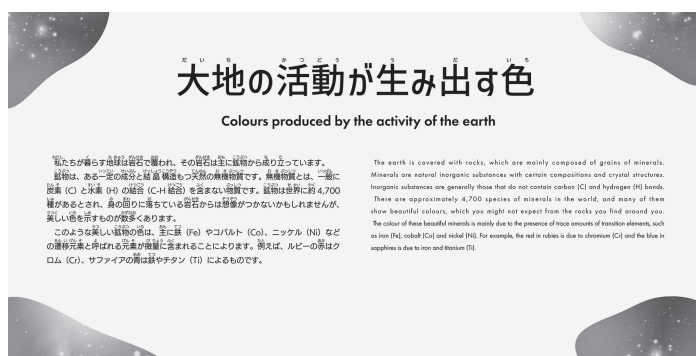 大地の活動が生み出す色
Colours produced by the activity of the earth
私たちが暮らす地球は岩石で覆われ、その岩石は主に鉱物から成り立っています。
鉱物は、ある一定の成分と結晶構造もつ天然の無機物質です。無機物質とは、一般に
炭素（C）と水素（H）の結合（C-H 結合）を含まない物質です。鉱物は世界に約 4,700
種があるとされ、身の回りに落ちている岩石からは想像がつかないかもしれませんが、
美しい色を示すものが数多くあります。
このような美しい鉱物の色は、主に鉄（Fe）やコバルト（Co）、ニッケル（Ni）など
の遷移元素と呼ばれる元素が微量に含まれることによります。例えば、ルビーの赤はク
ロム（Cr）、サファイアの青は鉄やチタン（Ti）によるものです。
The earth is covered with rocks, which are mainly composed of grains of minerals.
Minerals are natural inorganic substances with certain compositions and crystal structures.
Inorganic substances are generally those that do not contain carbon (C) and hydrogen (H) bonds.
There are approximately 4,700 species of minerals in the world, and many of them
show beautiful colours, which you might not expect from the rocks you find around you.
The colour of these beautiful minerals is mainly due to the presence of trace amounts of transition elements, such
as iron (Fe), cobalt (Co) and nickel (Ni). For example, the red in rubies is due to chromium (Cr) and the blue in
sapphires is due to iron and titanium (Ti).